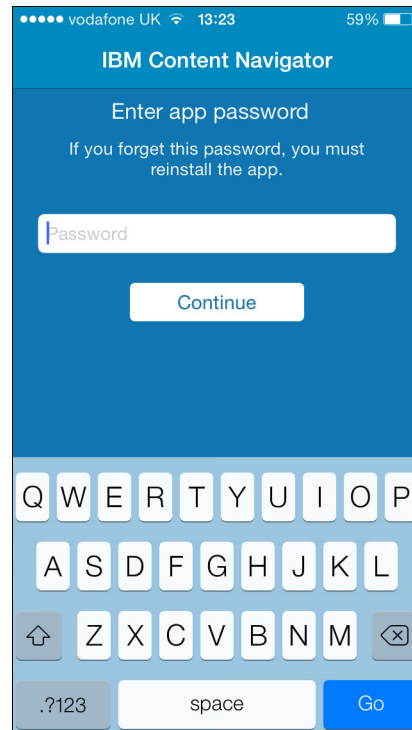 vodafone UK 13:23 59%
IBM Content Navigator
Enter app password
If you forget this password, you must
reinstall the app.
Password
Continue
Q W E R T Y U I O P
A S D F G H J K L
Z X C V B N M
.?123 space Go